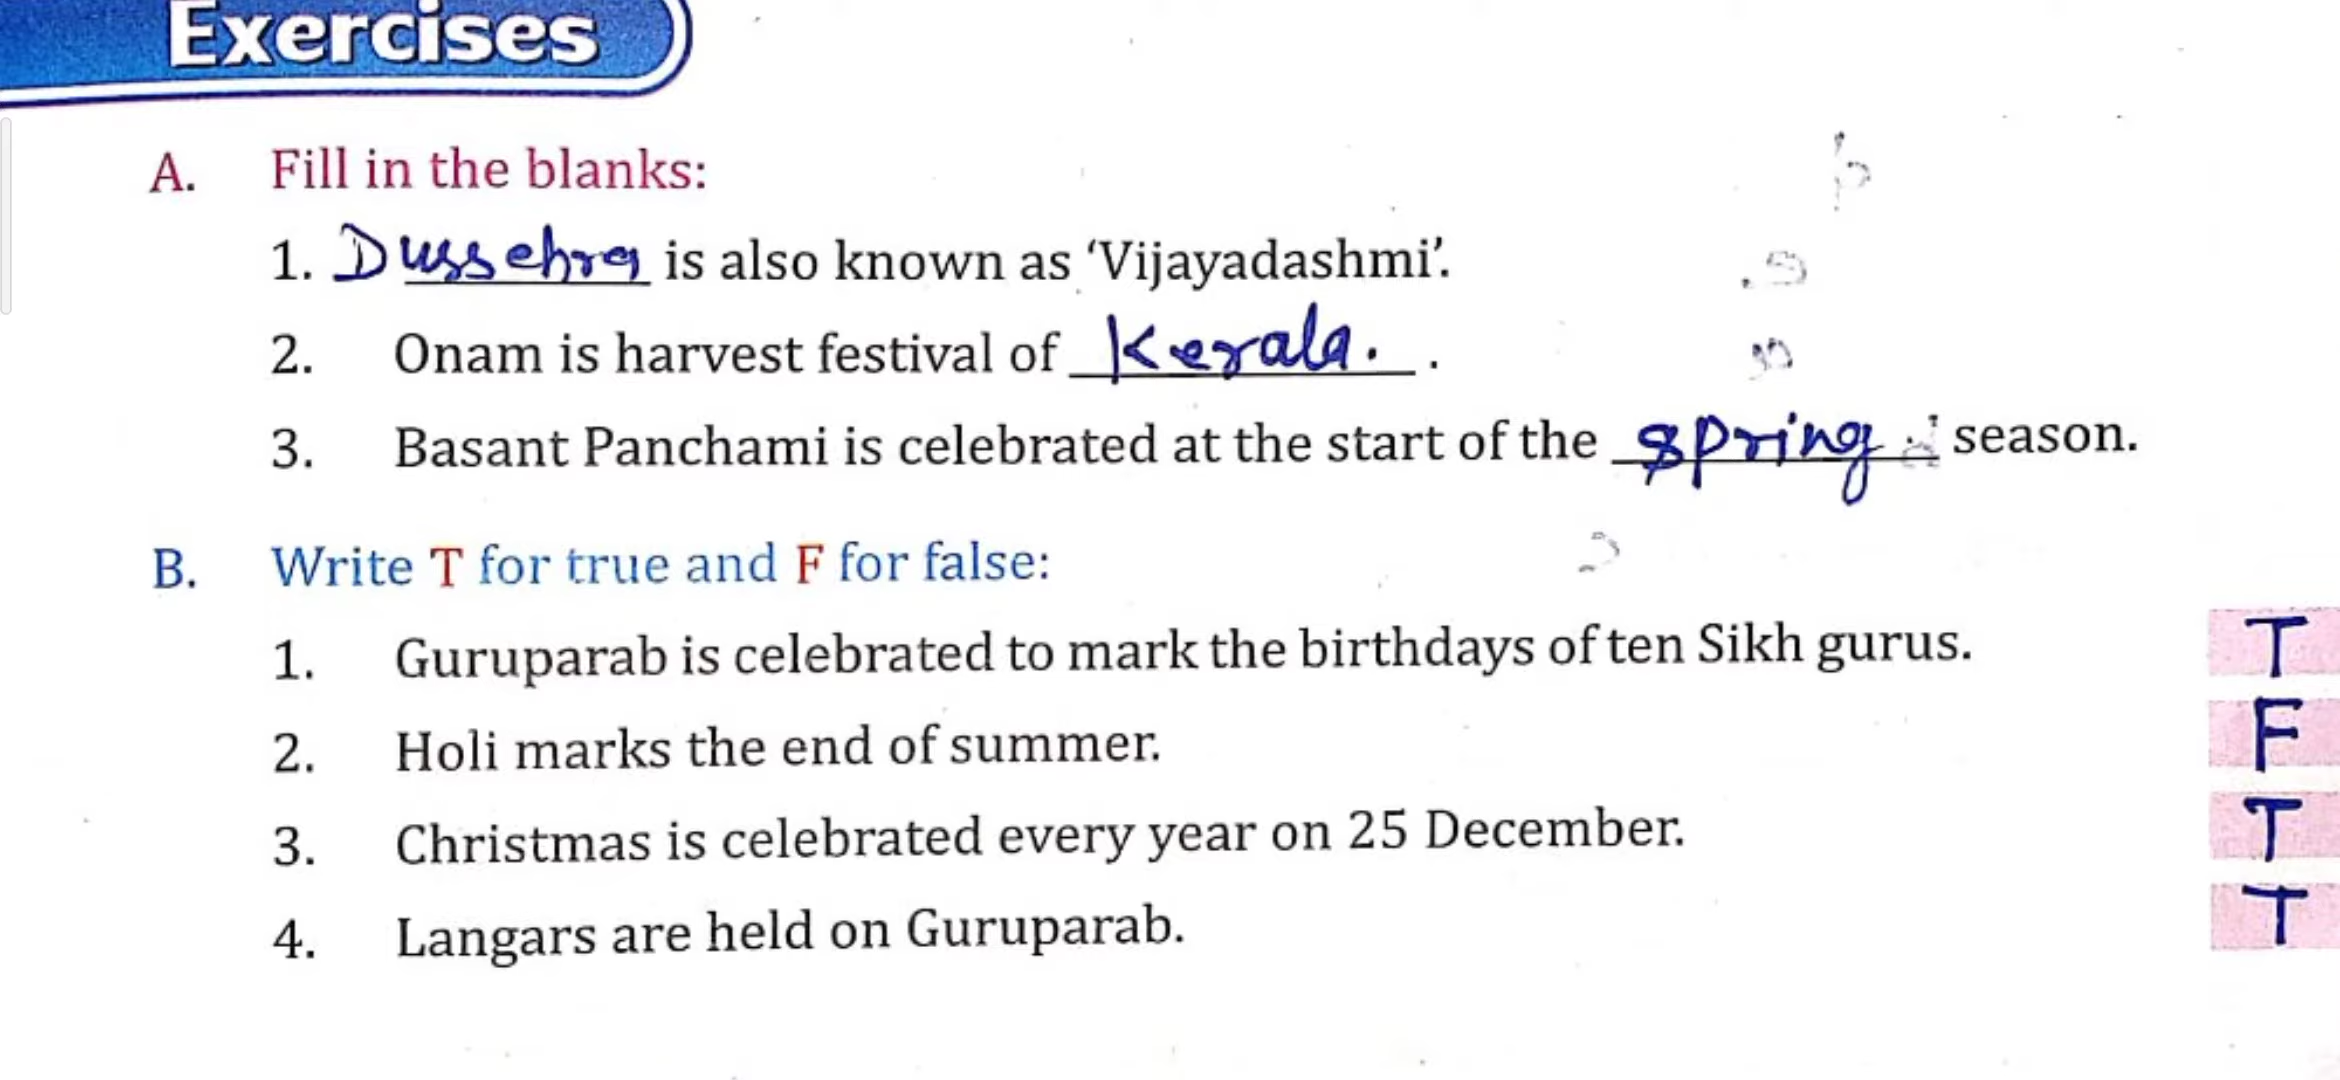 Exercises
A. Fill in the blanks:
1. Dussehra is also known as ‘Vijayadashmi’.
2. Onam is harvest festival of Kerala. .
3. Basant Panchami is celebrated at the start of the spring season.
B. Write T for true and F for false:
1. Guruparab is celebrated to mark the birthdays of ten Sikh gurus. T
2. Holi marks the end of summer. F
3. Christmas is celebrated every year on 25 December. T
4. Langars are held on Guruparab. T